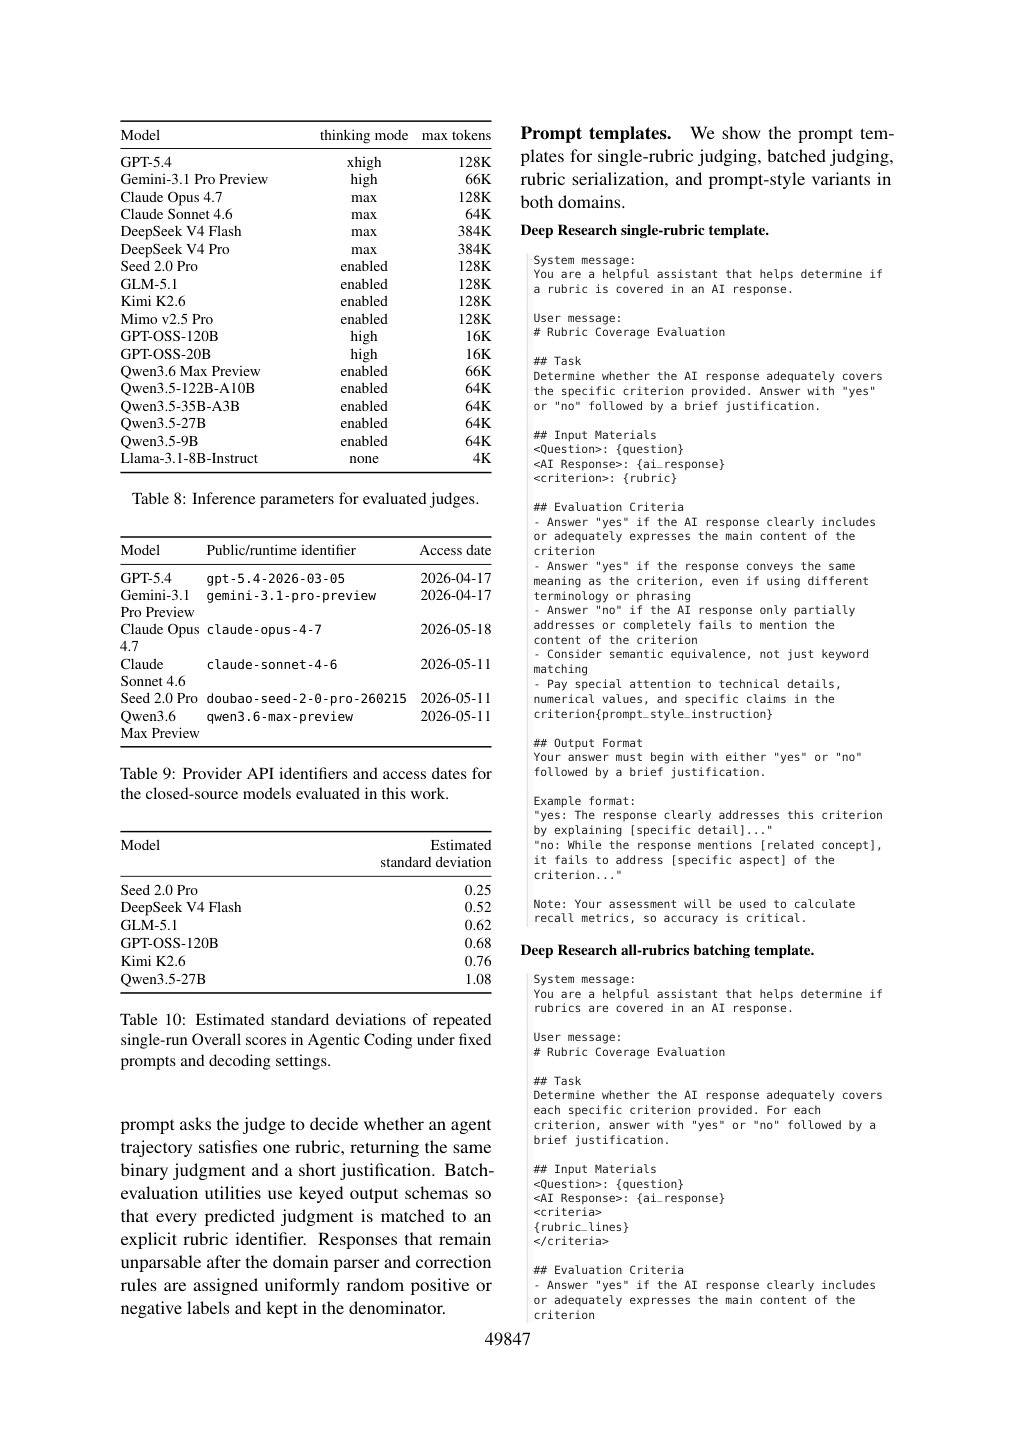 Model thinking mode max tokens
GPT-5.4 xhigh 128K
Gemini-3.1 Pro Preview high 66K
Claude Opus 4.7 max 128K
Claude Sonnet 4.6 max 64K
DeepSeek V4 Flash max 384K
DeepSeek V4 Pro max 384K
Seed 2.0 Pro enabled 128K
GLM-5.1 enabled 128K
Kimi K2.6 enabled 128K
Mimo v2.5 Pro enabled 128K
GPT-OSS-120B high 16K
GPT-OSS-20B high 16K
Qwen3.6 Max Preview enabled 66K
Qwen3.5-122B-A10B enabled 64K
Qwen3.5-35B-A3B enabled 64K
Qwen3.5-27B enabled 64K
Qwen3.5-9B enabled 64K
Llama-3.1-8B-Instruct none 4K
Table 8: Inference parameters for evaluated judges.
Model Public/runtime identifier Access date
GPT-5.4 gpt-5.4-2026-03-05 2026-04-17
Gemini-3.1 gemini-3.1-pro-preview 2026-04-17
Pro Preview
Claude Opus claude-opus-4-7 2026-05-18
4.7
Claude claude-sonnet-4-6 2026-05-11
Sonnet 4.6
Seed 2.0 Pro doubao-seed-2-0-pro-260215 2026-05-11
Qwen3.6 qwen3.6-max-preview 2026-05-11
Max Preview
Table 9: Provider API identifiers and access dates for
the closed-source models evaluated in this work.
Model Estimated
standard deviation
Seed 2.0 Pro 0.25
DeepSeek V4 Flash 0.52
GLM-5.1 0.62
GPT-OSS-120B 0.68
Kimi K2.6 0.76
Qwen3.5-27B 1.08
Table 10: Estimated standard deviations of repeated
single-run Overall scores in Agentic Coding under fixed
prompts and decoding settings.
prompt asks the judge to decide whether an agent
trajectory satisfies one rubric, returning the same
binary judgment and a short justification. Batch-
evaluation utilities use keyed output schemas so
that every predicted judgment is matched to an
explicit rubric identifier. Responses that remain
unparsable after the domain parser and correction
rules are assigned uniformly random positive or
negative labels and kept in the denominator.
Prompt templates. We show the prompt tem-
plates for single-rubric judging, batched judging,
rubric serialization, and prompt-style variants in
both domains.
Deep Research single-rubric template.
System message:
You are a helpful assistant that helps determine if
a rubric is covered in an AI response.
User message:
# Rubric Coverage Evaluation
## Task
Determine whether the AI response adequately covers
the specific criterion provided. Answer with "yes"
or "no" followed by a brief justification.
## Input Materials
<Question>: {question}
<AI Response>: {ai_response}
<criterion>: {rubric}
## Evaluation Criteria
- Answer "yes" if the AI response clearly includes
or adequately expresses the main content of the
criterion
- Answer "yes" if the response conveys the same
meaning as the criterion, even if using different
terminology or phrasing
- Answer "no" if the AI response only partially
addresses or completely fails to mention the
content of the criterion
- Consider semantic equivalence, not just keyword
matching
- Pay special attention to technical details,
numerical values, and specific claims in the
criterion{prompt_style_instruction}
## Output Format
Your answer must begin with either "yes" or "no"
followed by a brief justification.
Example format:
"yes: The response clearly addresses this criterion
by explaining [specific detail]..."
"no: While the response mentions [related concept],
it fails to address [specific aspect] of the
criterion..."
Note: Your assessment will be used to calculate
recall metrics, so accuracy is critical.
Deep Research all-rubrics batching template.
System message:
You are a helpful assistant that helps determine if
rubrics are covered in an AI response.
User message:
# Rubric Coverage Evaluation
## Task
Determine whether the AI response adequately covers
each specific criterion provided. For each
criterion, answer with "yes" or "no" followed by a
brief justification.
## Input Materials
<Question>: {question}
<AI Response>: {ai_response}
<criteria>
{rubric_lines}
</criteria>
## Evaluation Criteria
- Answer "yes" if the AI response clearly includes
or adequately expresses the main content of the
criterion
49847